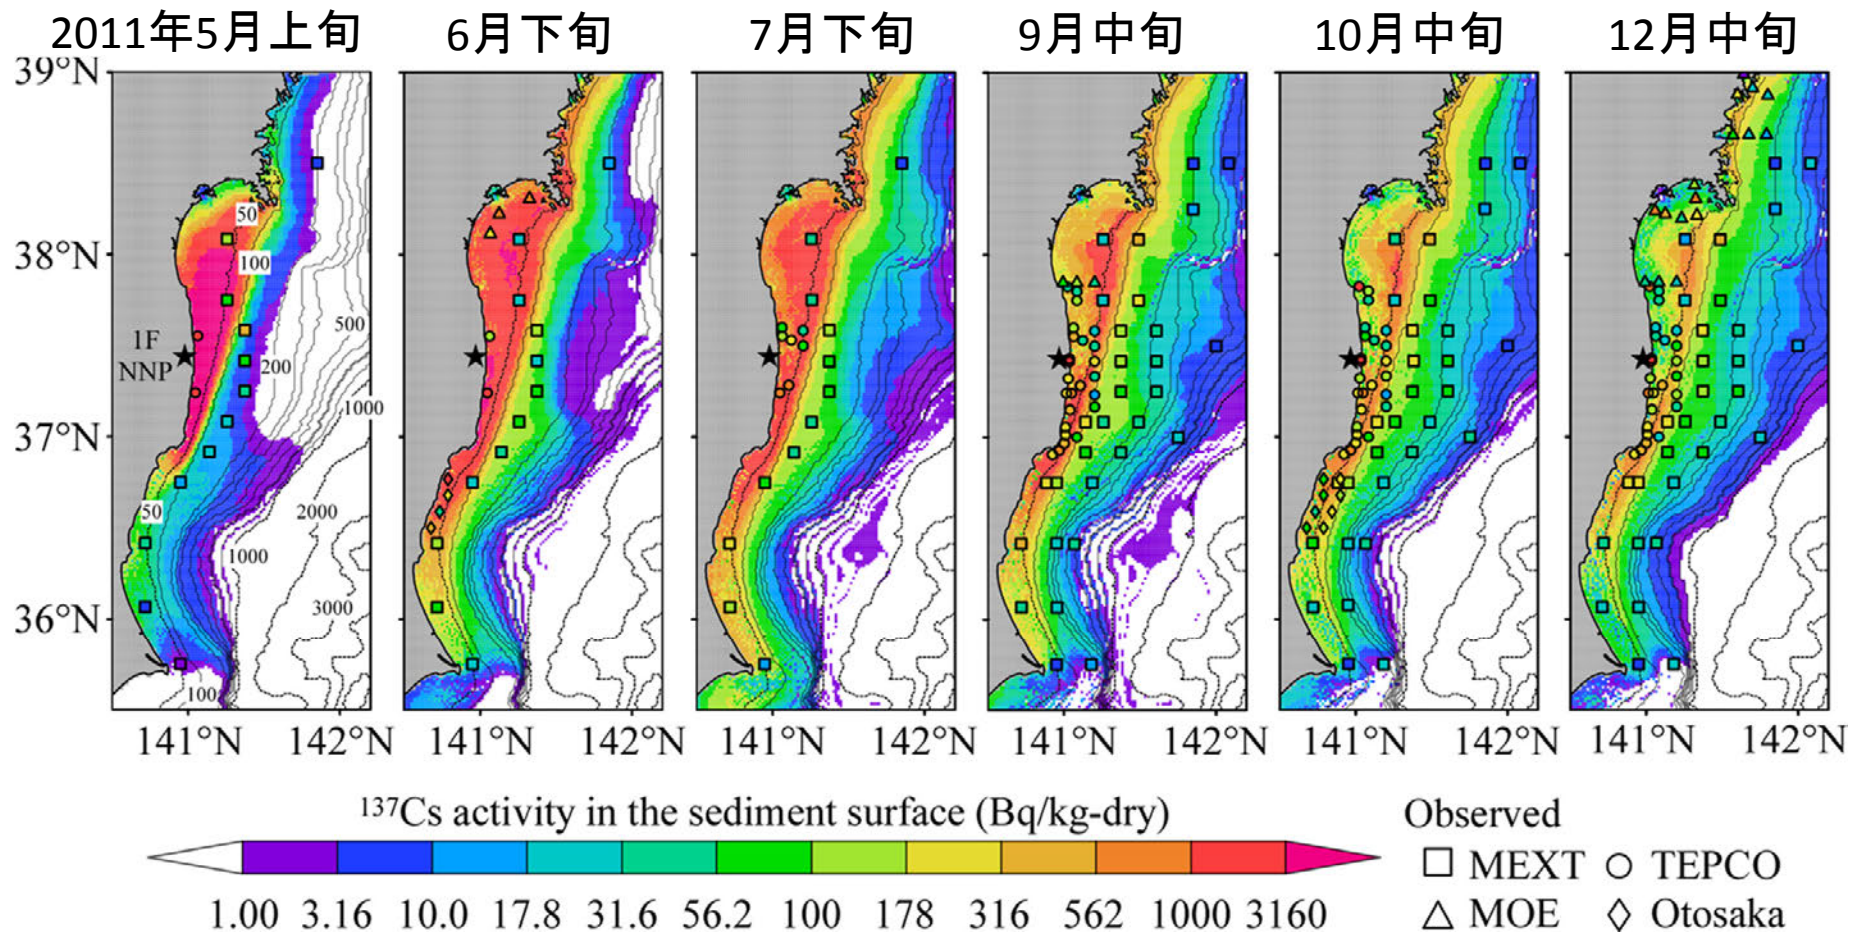 2011年5月上旬 6月下旬 7月下旬 9月中旬 10月中旬 12月中旬
39°N
38°N
37°N
36°N
50
100
500
1F
NNP
200
1000
50
2000
1000
3000
100
141°N 142°N 141°N 142°N 141°N 142°N 141°N 142°N 141°N 142°N 141°N 142°N
¹³⁷Cs activity in the sediment surface (Bq/kg-dry)
1.00 3.16 10.0 17.8 31.6 56.2 100 178 316 562 1000 3160
Observed
MEXT TEPCO
MOE Otosaka